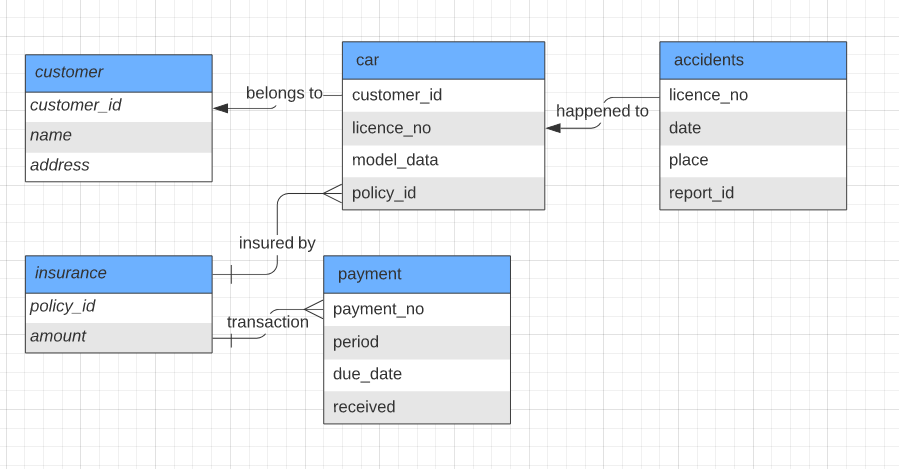 customer
customer_id
name
address
belongs to
car
customer_id
licence_no
model_data
policy_id
happened to
accidents
licence_no
date
place
report_id
insured by
insurance
policy_id
amount
transaction
payment
payment_no
period
due_date
received